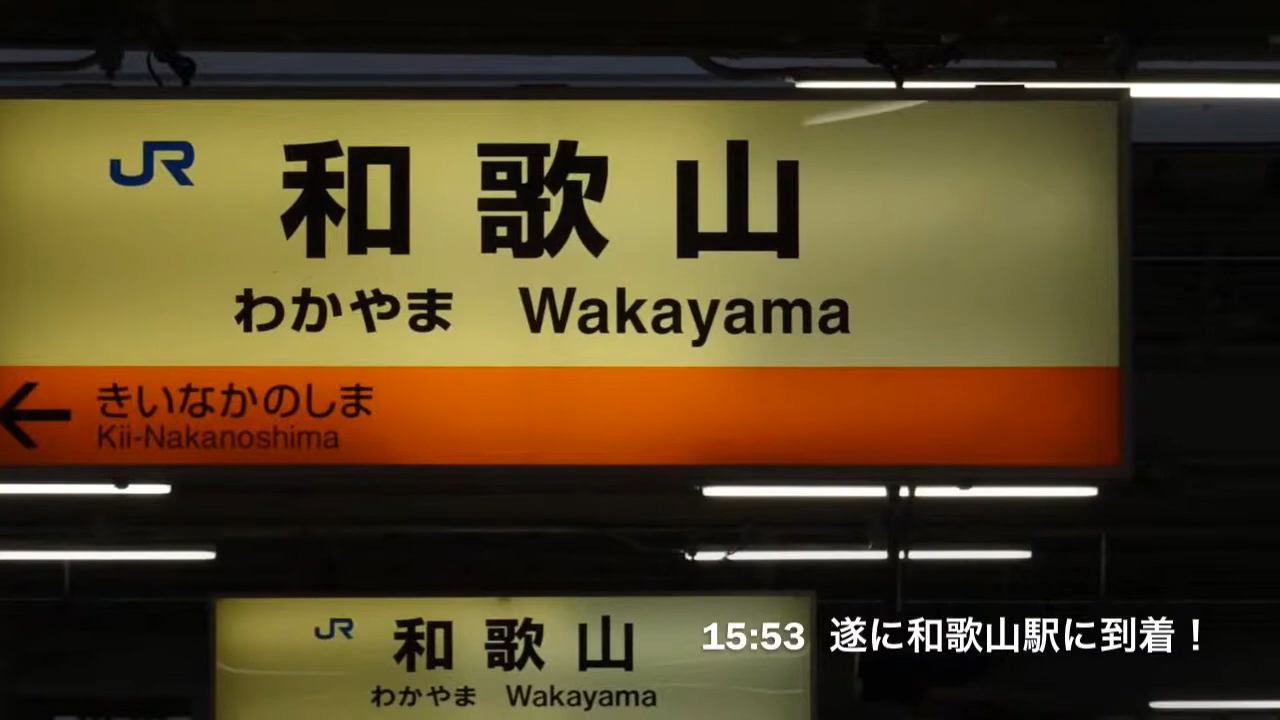 JR 和歌山
わかやま Wakayama
← きいなかのしま
Kii-Nakanoshima
JR 和歌山
わかやま Wakayama
15:53 遂に和歌山駅に到着！